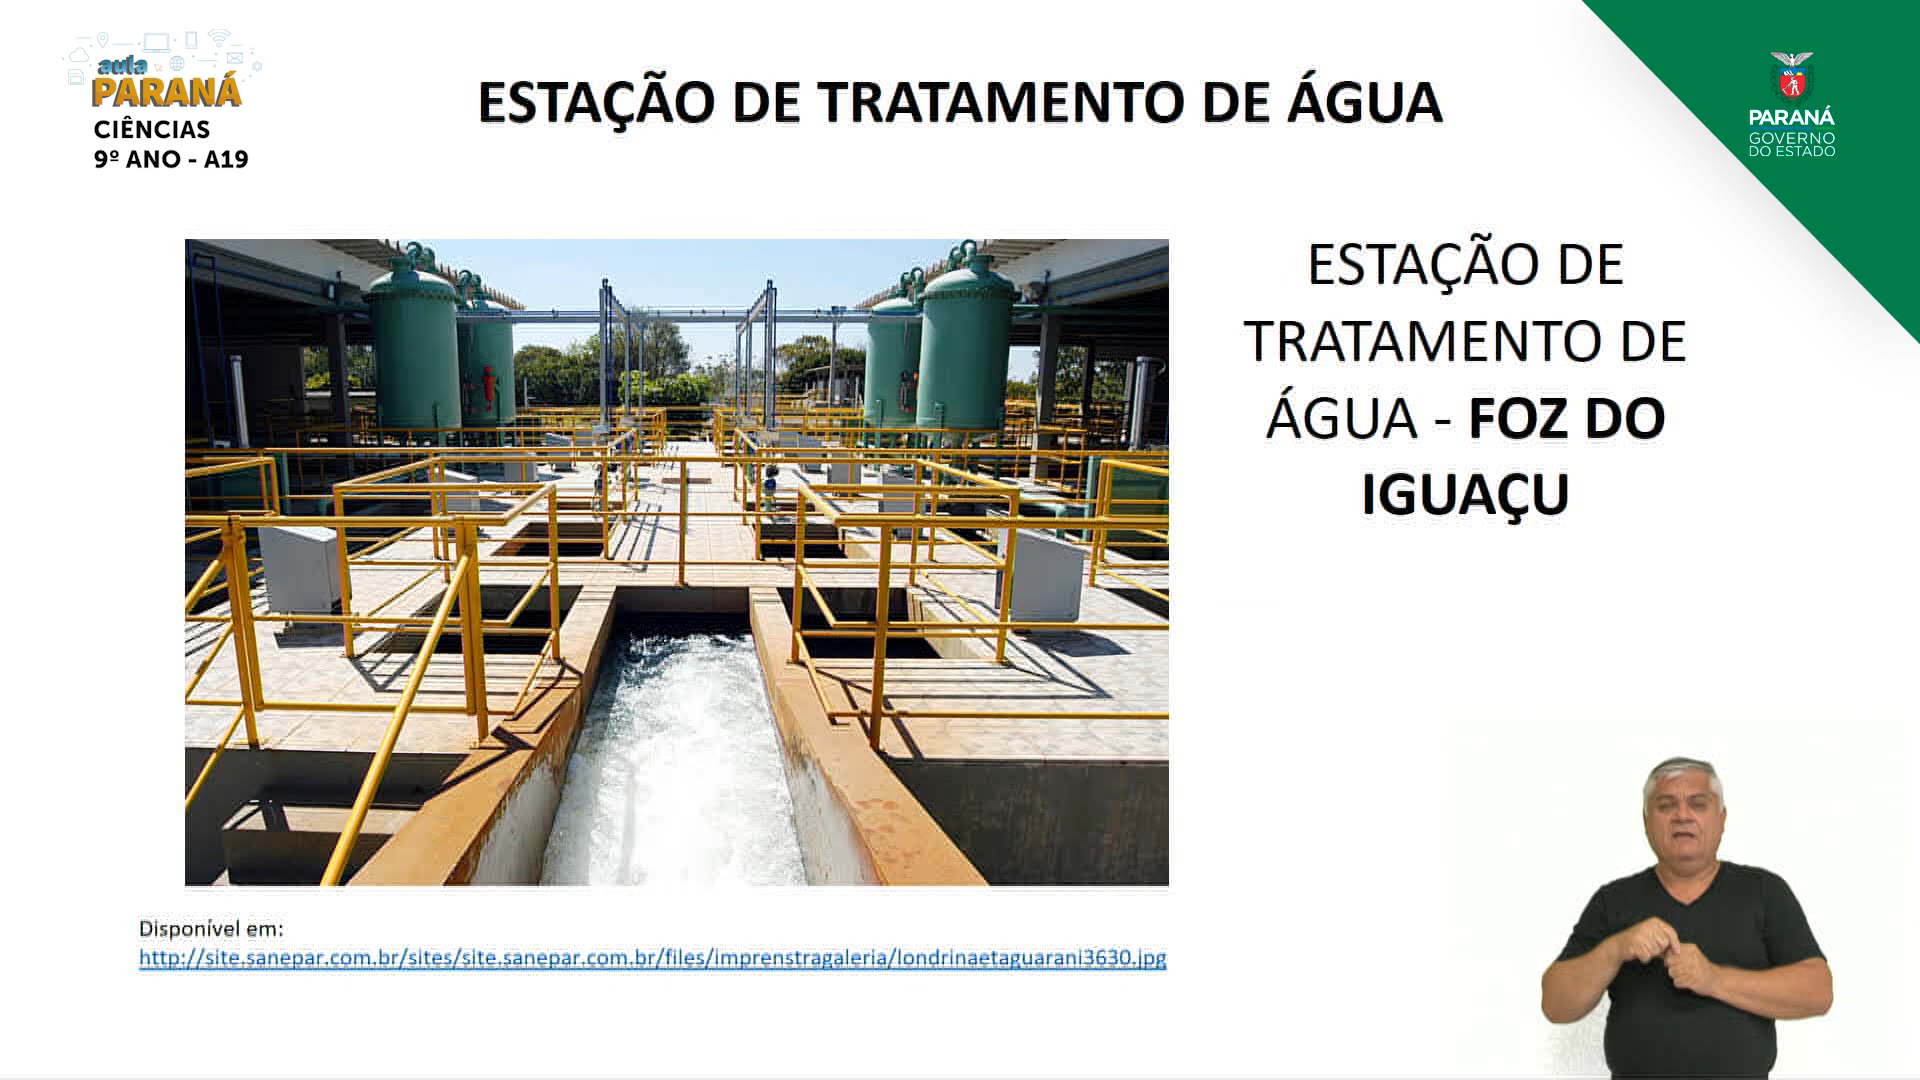 aula
PARANÁ
CIÊNCIAS
9º ANO - A19
ESTAÇÃO DE TRATAMENTO DE ÁGUA
PARANÁ
GOVERNO
DO ESTADO
ESTAÇÃO DE
TRATAMENTO DE
ÁGUA - FOZ DO
IGUAÇU
Disponível em:
http://site.sanepar.com.br/sites/site.sanepar.com.br/files/imprenstragaleria/londrinaetaguarani3630.jpg